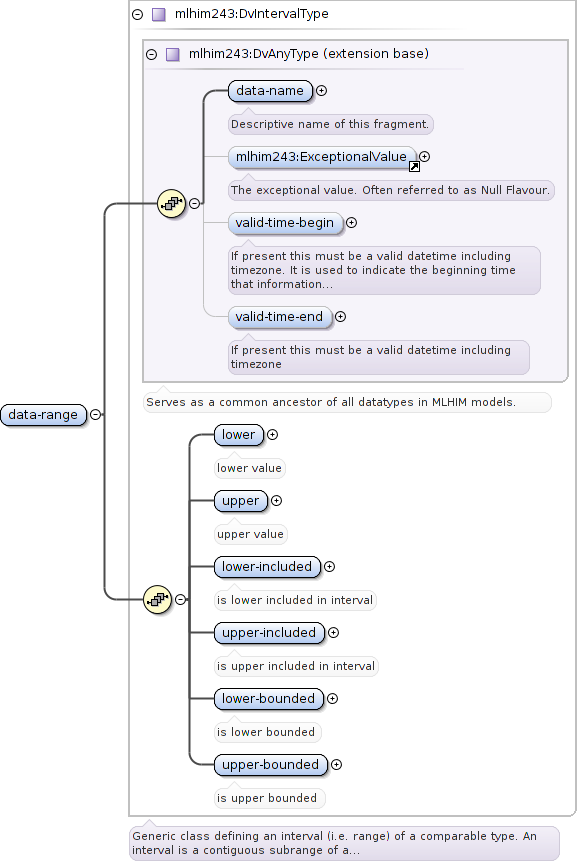 mlhim243:DvIntervalType
mlhim243:DvAnyType (extension base)
data-name
Descriptive name of this fragment.
mlhim243:ExceptionalValue
The exceptional value. Often referred to as Null Flavour.
valid-time-begin
If present this must be a valid datetime including
timezone. It is used to indicate the beginning time
that information...
valid-time-end
If present this must be a valid datetime including
timezone
Serves as a common ancestor of all datatypes in MLHIM models.
data-range
lower
lower value
upper
upper value
lower-included
is lower included in interval
upper-included
is upper included in interval
lower-bounded
is lower bounded
upper-bounded
is upper bounded
Generic class defining an interval (i.e. range) of a comparable type. An
interval is a contiguous subrange of a...